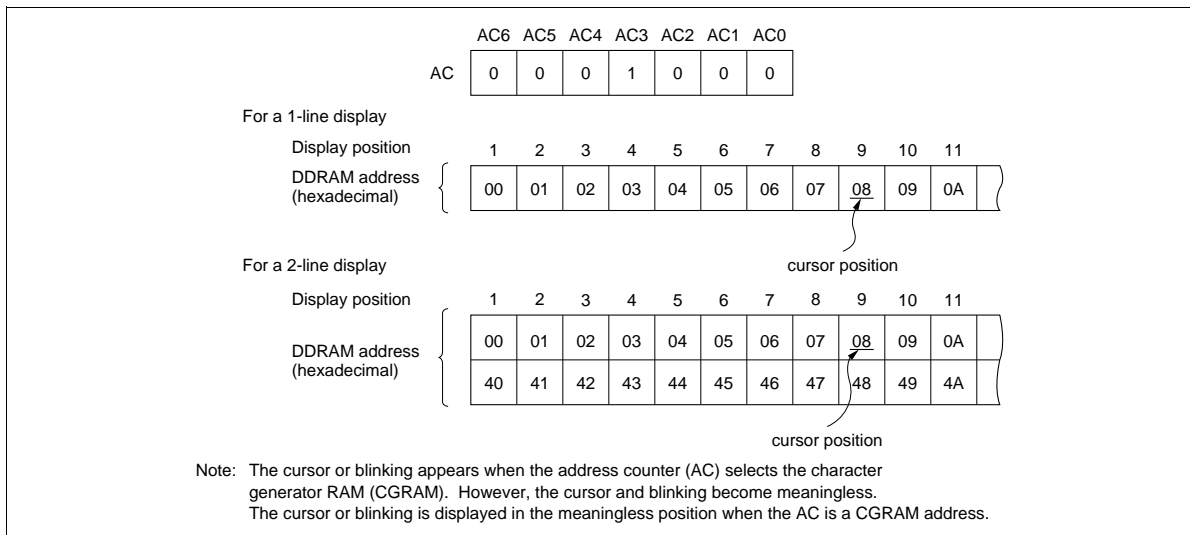 AC6 AC5 AC4 AC3 AC2 AC1 AC0
AC 0 0 0 1 0 0 0
For a 1-line display
Display position 1 2 3 4 5 6 7 8 9 10 11
DDRAM address
(hexadecimal)
00 01 02 03 04 05 06 07 08 09 0A
cursor position
For a 2-line display
Display position 1 2 3 4 5 6 7 8 9 10 11
DDRAM address
(hexadecimal)
00 01 02 03 04 05 06 07 08 09 0A
40 41 42 43 44 45 46 47 48 49 4A
cursor position
Note: The cursor or blinking appears when the address counter (AC) selects the character
generator RAM (CGRAM). However, the cursor and blinking become meaningless.
The cursor or blinking is displayed in the meaningless position when the AC is a CGRAM address.